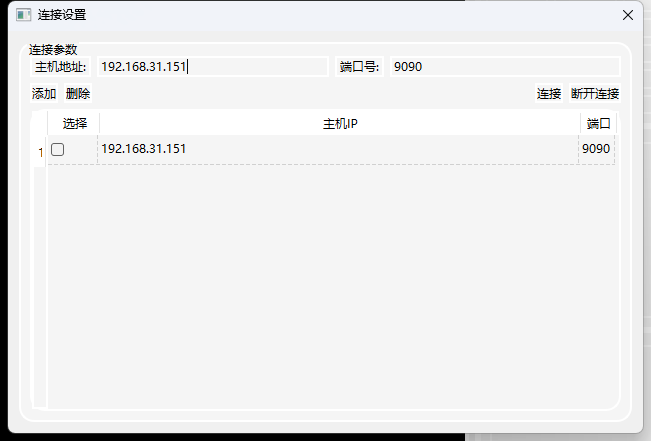 连接设置
连接参数
主机地址: 192.168.31.151 端口号: 9090
添加 删除 连接 断开连接
选择 主机IP 端口
1 192.168.31.151 9090